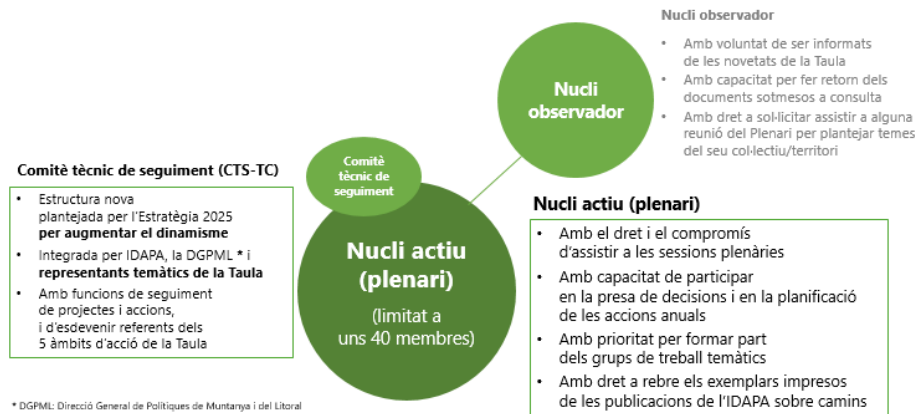 Nucli observador
• Amb voluntat de ser informats
de les novetats de la Taula
• Amb capacitat per fer retorn dels
documents sotmesos a consulta
• Amb dret a sol·licitar assistir a alguna
reunió del Plenari per plantejar temes
del seu col·lectiu/territori
Nucli
observador
Comitè
tècnic de
seguiment
Nucli actiu
(plenari)
(limitat a
uns 40 membres)
Comitè tècnic de seguiment (CTS-TC)
• Estructura nova
plantejada per l'Estratègia 2025
per augmentar el dinamisme
• Integrada per IDAPA, la DGPML * i
representants temàtics de la Taula
• Amb funcions de seguiment
de projectes i accions,
i d'esdevenir referents dels
5 àmbits d'acció de la Taula
Nucli actiu (plenari)
• Amb el dret i el compromís
d'assistir a les sessions plenàries
• Amb capacitat de participar
en la presa de decisions i en la planificació
de les accions anuals
• Amb prioritat per formar part
dels grups de treball temàtics
• Amb dret a rebre els exemplars impresos
de les publicacions de l'IDAPA sobre camins
* DGPML: Direcció General de Polítiques de Muntanya i del Litoral